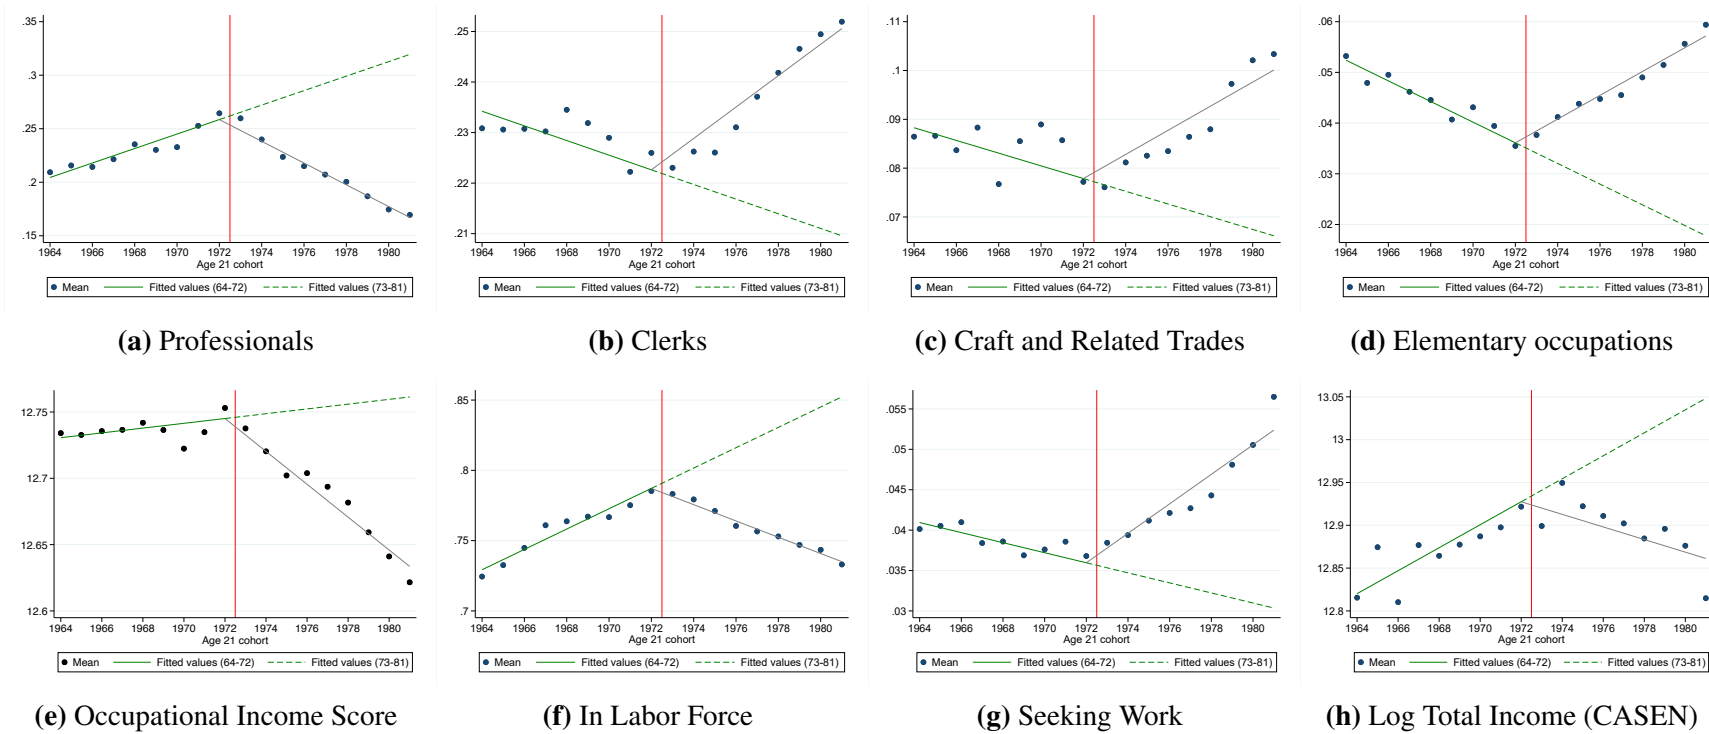 .35
.3
.25
.2
.15
1964 1966 1968 1970 1972 1974 1976 1978 1980
Age 21 cohort
Mean Fitted values (64-72) Fitted values (73-81)
(a) Professionals
.25
.24
.23
.22
.21
1964 1966 1968 1970 1972 1974 1976 1978 1980
Age 21 cohort
Mean Fitted values (64-72) Fitted values (73-81)
(b) Clerks
.11
.1
.09
.08
.07
1964 1966 1968 1970 1972 1974 1976 1978 1980
Age 21 cohort
Mean Fitted values (64-72) Fitted values (73-81)
(c) Craft and Related Trades
.06
.05
.04
.03
.02
1964 1966 1968 1970 1972 1974 1976 1978 1980
Age 21 cohort
Mean Fitted values (64-72) Fitted values (73-81)
(d) Elementary occupations
12.75
12.7
12.65
12.6
1964 1966 1968 1970 1972 1974 1976 1978 1980
Age 21 cohort
Mean Fitted values (64-72) Fitted values (73-81)
(e) Occupational Income Score
.85
.8
.75
.7
1964 1966 1968 1970 1972 1974 1976 1978 1980
Age 21 cohort
Mean Fitted values (64-72) Fitted values (73-81)
(f) In Labor Force
.055
.05
.045
.04
.035
.03
1964 1966 1968 1970 1972 1974 1976 1978 1980
Age 21 cohort
Mean Fitted values (64-72) Fitted values (73-81)
(g) Seeking Work
13.05
13
12.95
12.9
12.85
12.8
1964 1966 1968 1970 1972 1974 1976 1978 1980
Age 21 cohort
Mean Fitted values (64-72) Fitted values (73-81)
(h) Log Total Income (CASEN)